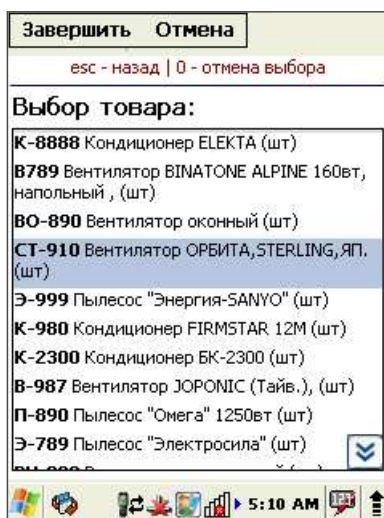 Завершить Отмена
esc - назад | 0 - отмена выбора
Выбор товара:
К-8888 Кондиционер ELEKTA (шт)
В789 Вентилятор BINATONE ALPINE 160вт,
напольный , (шт)
ВО-890 Вентилятор оконный (шт)
СТ-910 Вентилятор ОРБИТА,STERLING,ЯП.
(шт)
Э-999 Пылесос "Энергия-SANYO" (шт)
К-980 Кондиционер FIRMSTAR 12М (шт)
К-2300 Кондиционер БК-2300 (шт)
В-987 Вентилятор JOPONIC (Тайв.), (шт)
П-890 Пылесос "Омега" 1250вт (шт)
Э-789 Пылесос "Электросила" (шт)
5:10 AM 123